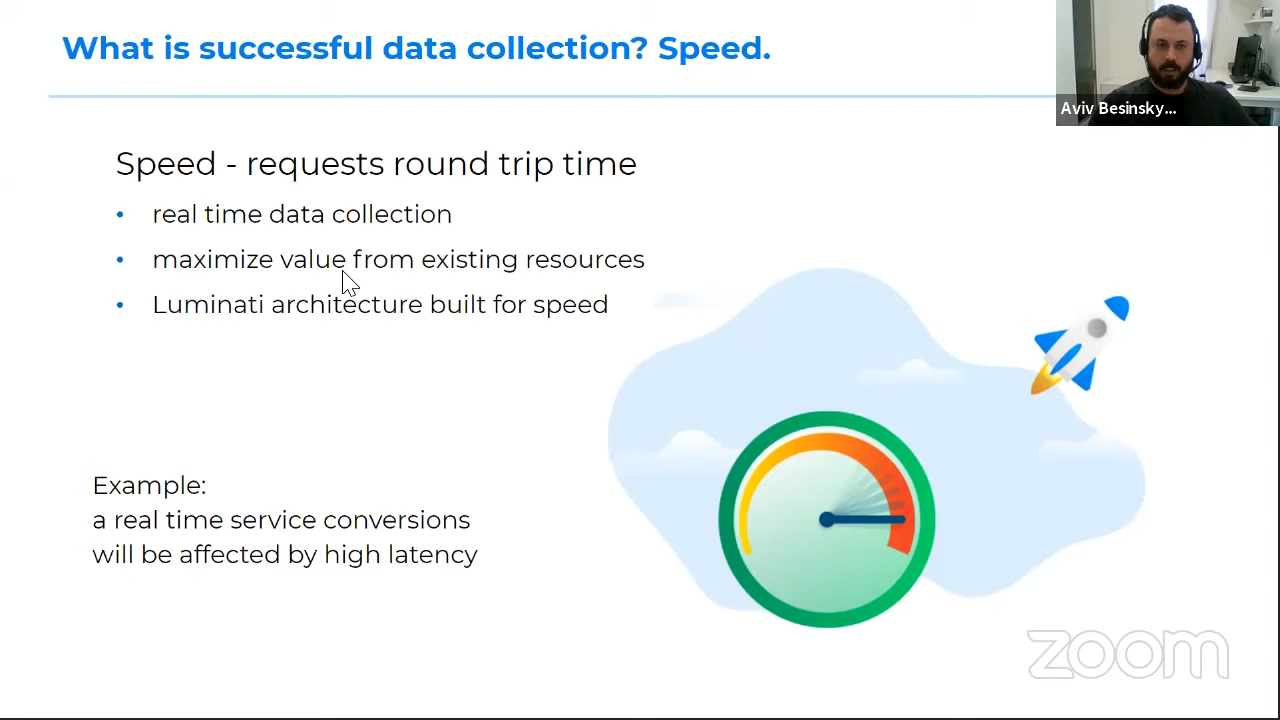 What is successful data collection? Speed.
Aviv Besinsky...
Speed - requests round trip time
• real time data collection
• maximize value from existing resources
• Luminati architecture built for speed
Example:
a real time service conversions
will be affected by high latency
zoom